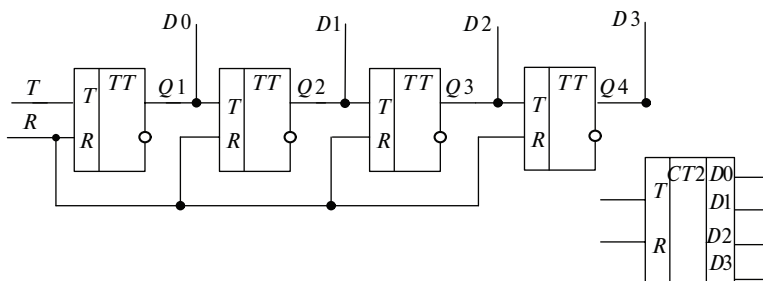 D0 D1 D2 D3
TT TT TT TT
T Q1 Q2 Q3 Q4
T T T T
R
R R R R
CT2 D0
T D1
R D2
D3